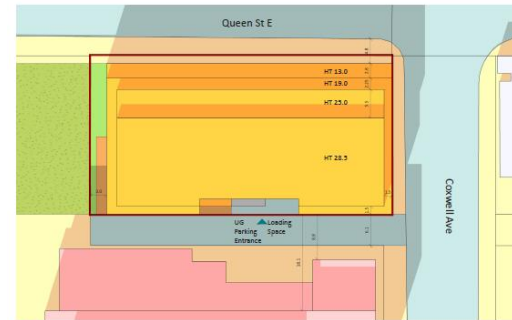 Queen St E
HT 13.0
HT 19.0
HT 25.0
HT 28.5
Coxwell Ave
UG Loading
Parking Space
Entrance